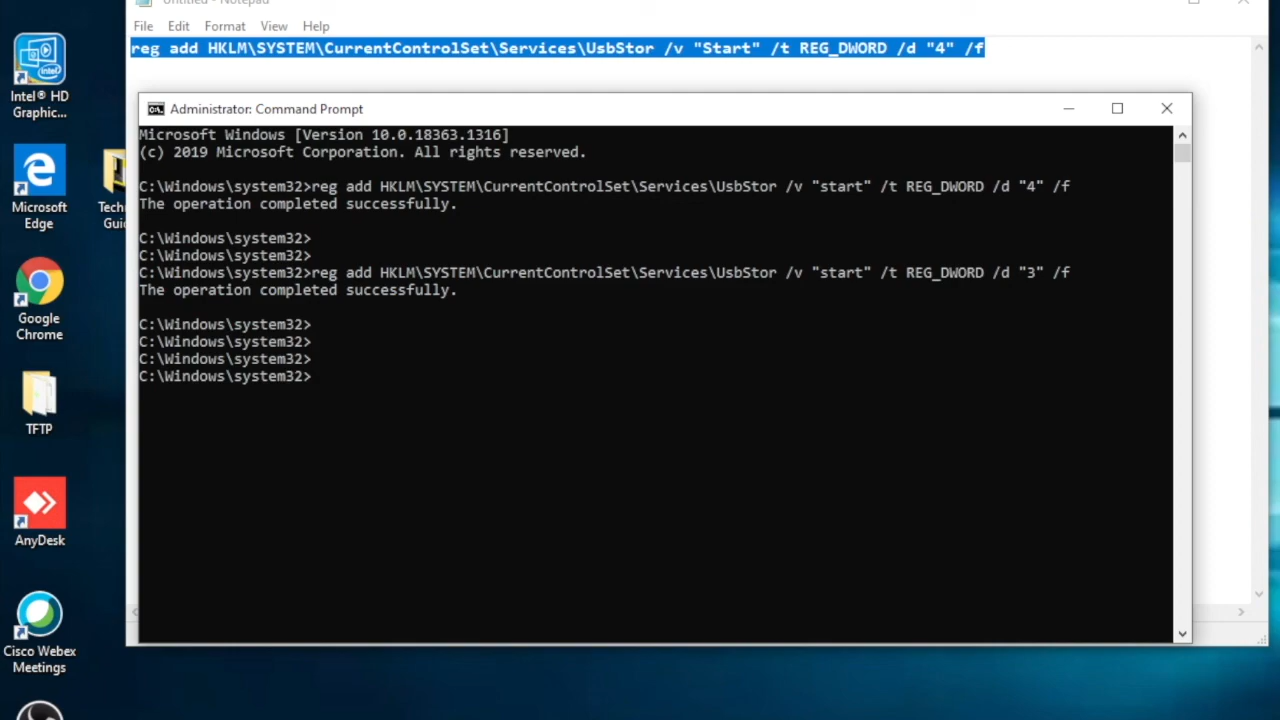 Untitled - Notepad
File Edit Format View Help
reg add HKLM\SYSTEM\CurrentControlSet\Services\UsbStor /v "Start" /t REG_DWORD /d "4" /f
Administrator: Command Prompt
Microsoft Windows [Version 10.0.18363.1316]
(c) 2019 Microsoft Corporation. All rights reserved.
C:\Windows\system32>reg add HKLM\SYSTEM\CurrentControlSet\Services\UsbStor /v "start" /t REG_DWORD /d "4" /f
The operation completed successfully.
C:\Windows\system32>
C:\Windows\system32>
C:\Windows\system32>reg add HKLM\SYSTEM\CurrentControlSet\Services\UsbStor /v "start" /t REG_DWORD /d "3" /f
The operation completed successfully.
C:\Windows\system32>
C:\Windows\system32>
C:\Windows\system32>
C:\Windows\system32>
Intel® HD
Graphic...
Microsoft
Edge
Google
Chrome
TFTP
AnyDesk
Cisco Webex
Meetings